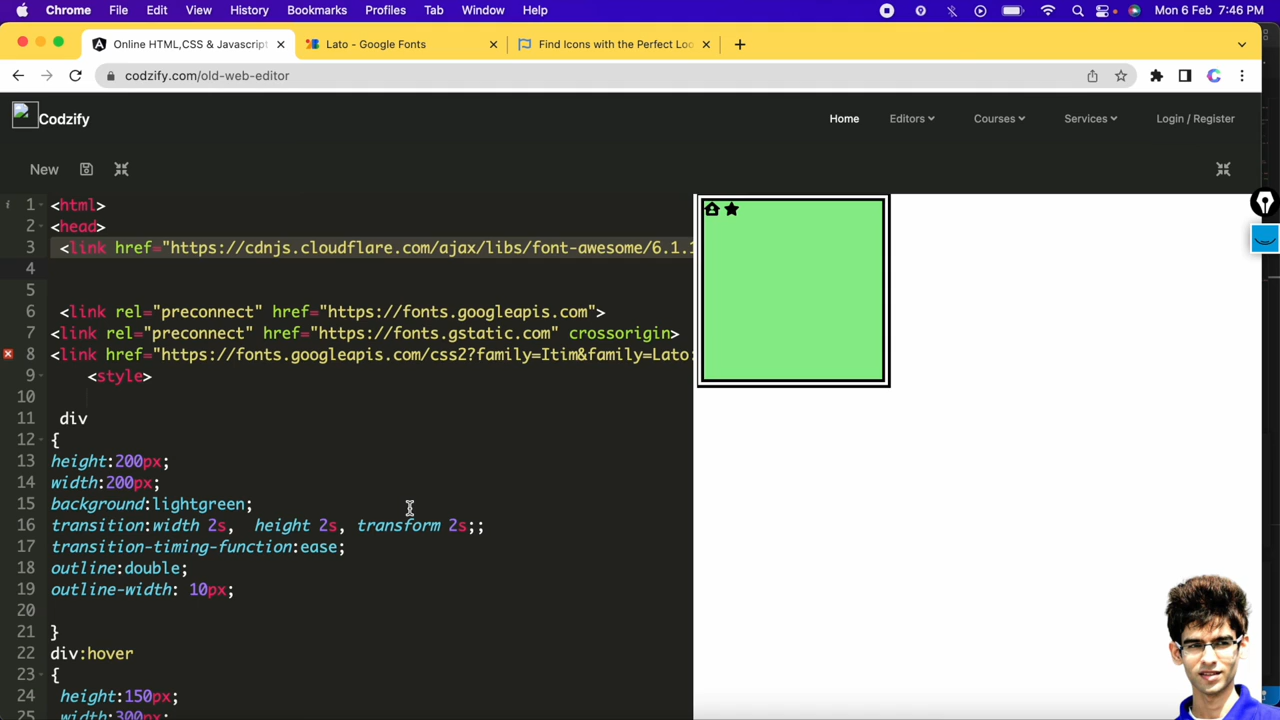 Chrome File Edit View History Bookmarks Profiles Tab Window Help Mon 6 Feb 7:46 PM
Online HTML,CSS & Javascript Lato - Google Fonts Find Icons with the Perfect Loo
codzify.com/old-web-editor
Codzify Home Editors Courses Services Login / Register
New
1 <html>
2 <head>
3 <link href="https://cdnjs.cloudflare.com/ajax/libs/font-awesome/6.1.1
4
5
6 <link rel="preconnect" href="https://fonts.googleapis.com">
7 <link rel="preconnect" href="https://fonts.gstatic.com" crossorigin>
8 <link href="https://fonts.googleapis.com/css2?family=Itim&family=Lato:
9 <style>
10
11 div
12 {
13 height:200px;
14 width:200px;
15 background:lightgreen;
16 transition:width 2s, height 2s, transform 2s;;
17 transition-timing-function:ease;
18 outline:double;
19 outline-width: 10px;
20
21 }
22 div:hover
23 {
24 height:150px;
25 width:300px;